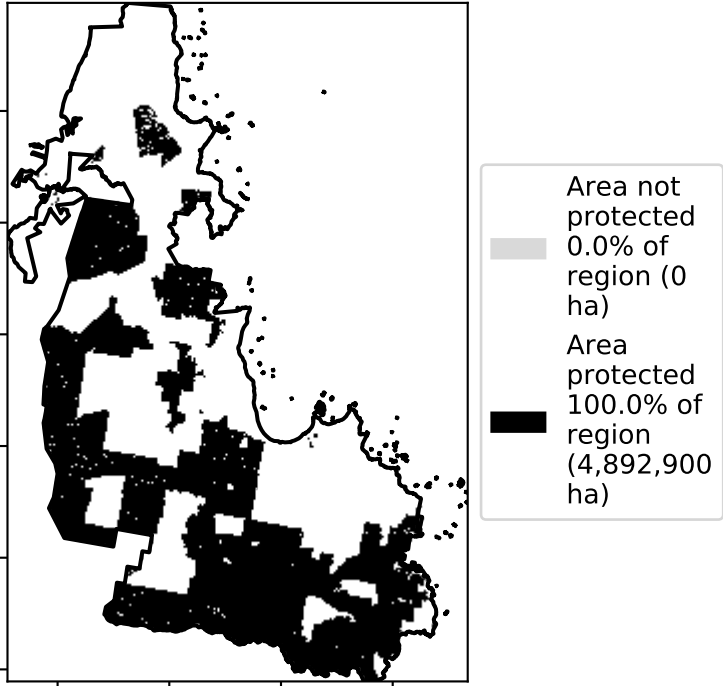 Area not
protected
0.0% of
region (0
ha)
Area
protected
100.0% of
region
(4,892,900
ha)